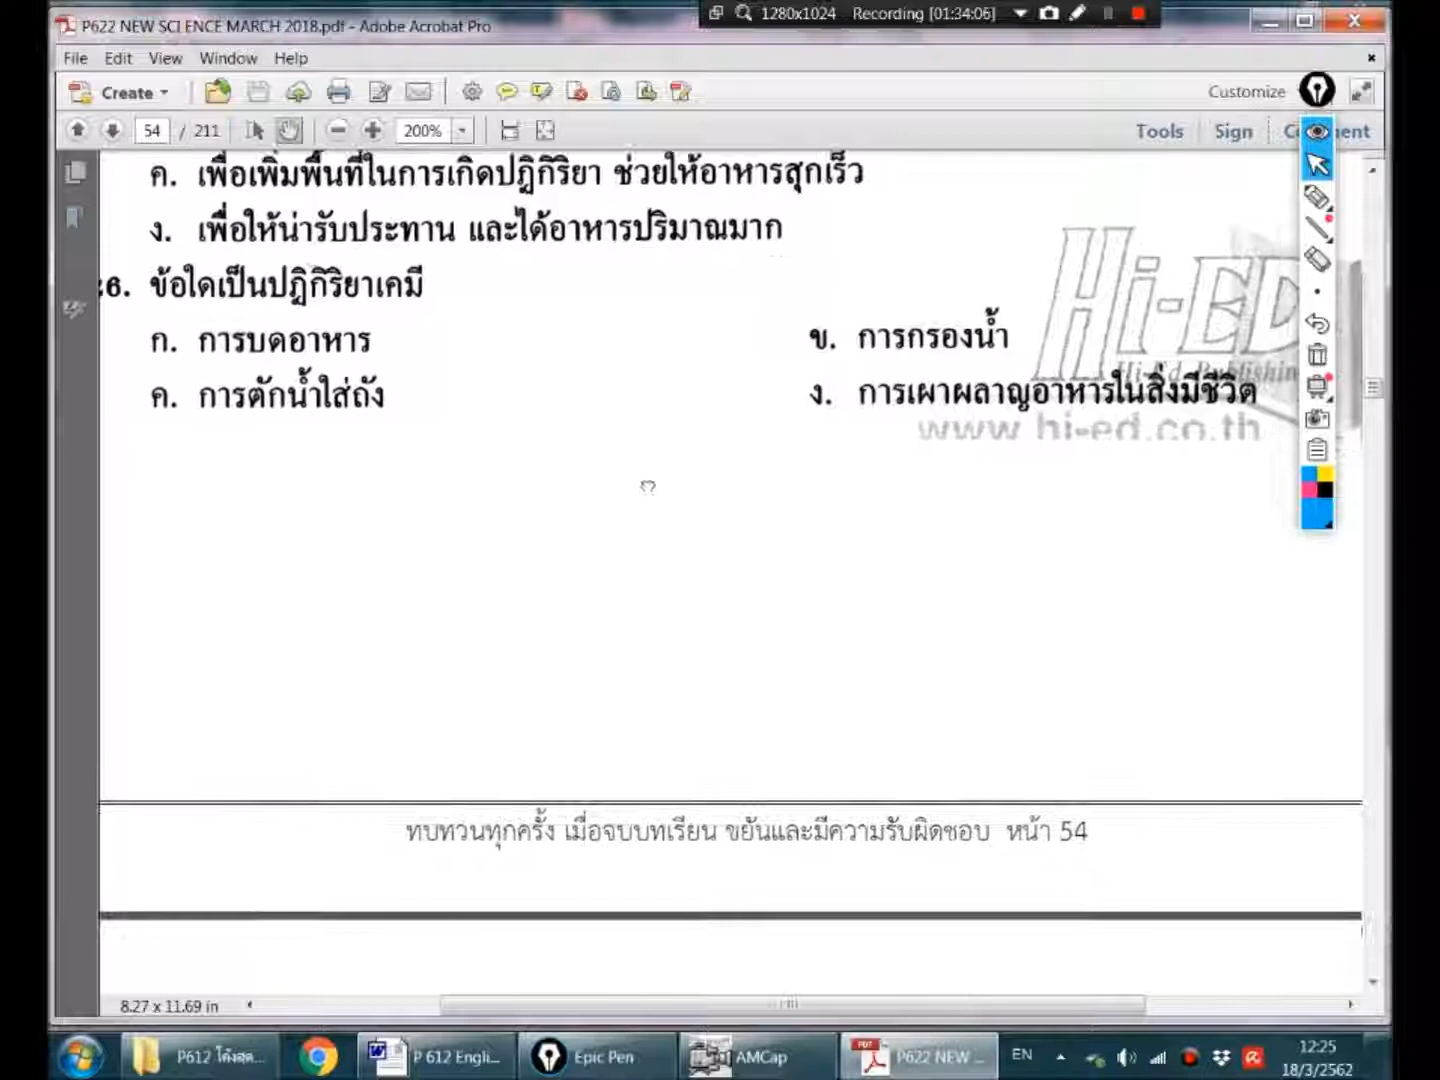 P622 NEW SCI ENCE MARCH 2018.pdf - Adobe Acrobat Pro
1280x1024 Recording [01:34:06]
File Edit View Window Help
Create
Customize
54 / 211
200%
Tools Sign
ค. เพื่อเพิ่มพื้นที่ในการเกิดปฏิกิริยา ช่วยให้อาหารสุกเร็ว
ง. เพื่อให้น่ารับประทาน และได้อาหารปริมาณมาก
6. ข้อใดเป็นปฏิกิริยาเคมี
ก. การบดอาหาร
ข. การกรองน้ำ
ค. การตักน้ำใส่ถัง
ง. การเผาผลาญอาหารในสิ่งมีชีวิต
Hi-ED
Hi-Ed Publishin
www.hi-ed.co.th
ทบทวนทุกครั้ง เมื่อจบบทเรียน ขยันและมีความรับผิดชอบ หน้า 54
8.27 x 11.69 in
P612 โค้งสุด...
P 612 Engli...
Epic Pen
AMCap
P622 NEW ...
EN
12:25
18/3/2562